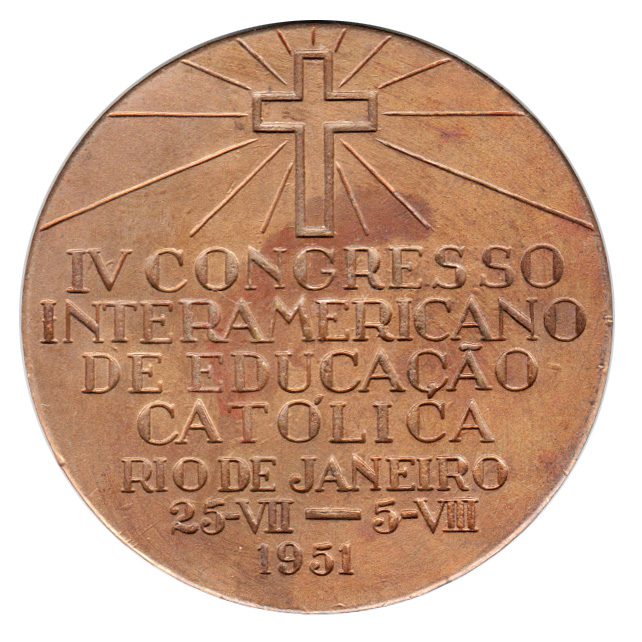 IV CONGRESSO
INTERAMERICANO
DE EDUCAÇÃO
CATÓLICA
RIO DE JANEIRO
25-VII — 5-VIII
1951